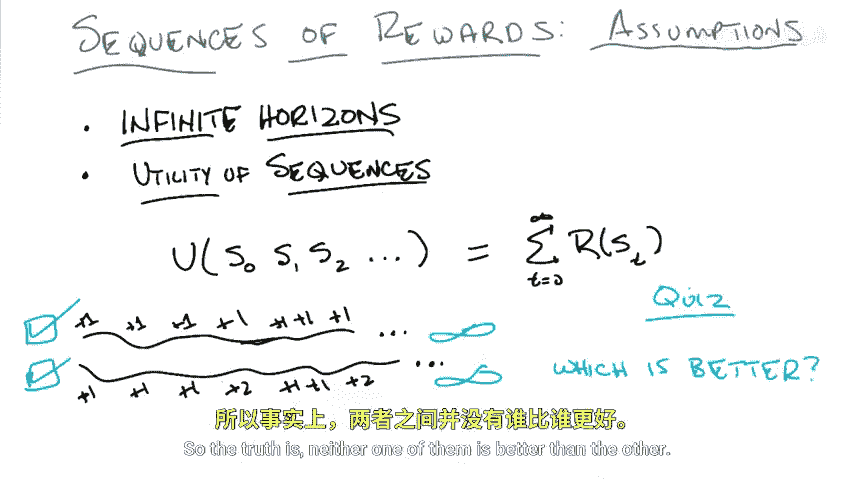 SEQUENCES OF REWARDS: ASSUMPTIONS
• INFINITE HORIZONS
• UTILITY OF SEQUENCES
U(S₀ S₁ S₂ ...) = ∑_{t=0}^{∞} R(S_t)
Quiz
+1 +1 +1 +1 +1 +1 +1 ... ∞
... ∞
WHICH IS BETTER?
+1 +1 +1 +2 +1 +1 +2
所以事实上，两者之间并没有谁比谁更好。
So the truth is, neither one of them is better than the other.